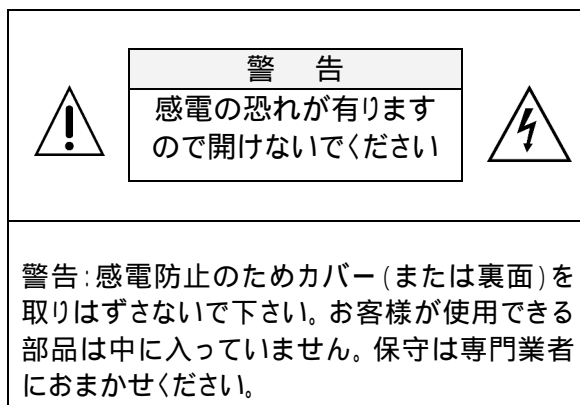 警 告
感電の恐れが有ります
ので開けないでください
警告:感電防止のためカバー(または裏面)を
取りはずさないで下さい。お客様が使用できる
部品は中に入っていません。保守は専門業者
におまかせください。